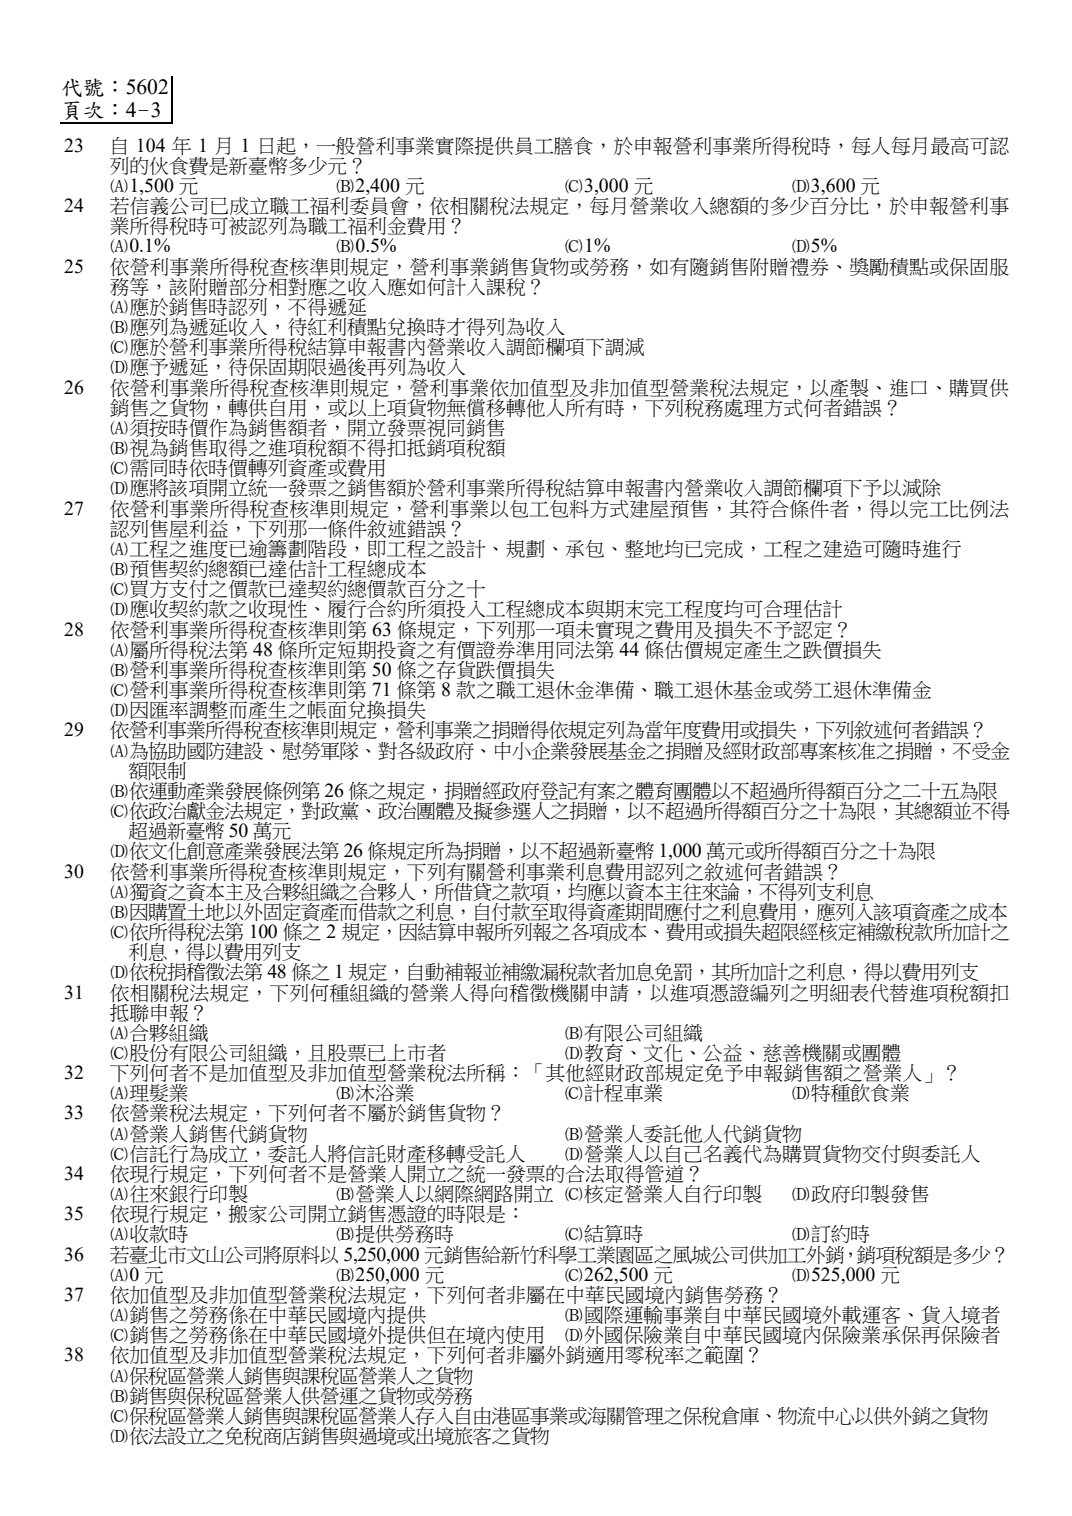 代號：5602
頁次：4-3
23 自 104 年 1 月 1 日起，一般營利事業實際提供員工膳食，於申報營利事業所得稅時，每人每月最高可認
列的伙食費是新臺幣多少元？
(A)1,500 元 (B)2,400 元 (C)3,000 元 (D)3,600 元
24 若信義公司已成立職工福利委員會，依相關稅法規定，每月營業收入總額的多少百分比，於申報營利事
業所得稅時可被認列為職工福利金費用？
(A)0.1% (B)0.5% (C)1% (D)5%
25 依營利事業所得稅查核準則規定，營利事業銷售貨物或勞務，如有隨銷售附贈禮券、獎勵積點或保固服
務等，該附贈部分相對應之收入應如何計入課稅？
(A)應於銷售時認列，不得遞延
(B)應列為遞延收入，待紅利積點兌換時才得列為收入
(C)應於營利事業所得稅結算申報書內營業收入調節欄項下調減
(D)應予遞延，待保固期限過後再列為收入
26 依營利事業所得稅查核準則規定，營利事業依加值型及非加值型營業稅法規定，以產製、進口、購買供
銷售之貨物，轉供自用，或以上項貨物無償移轉他人所有時，下列稅務處理方式何者錯誤？
(A)須按時價作為銷售額者，開立發票視同銷售
(B)視為銷售取得之進項稅額不得扣抵銷項稅額
(C)需同時依時價轉列資產或費用
(D)應將該項開立統一發票之銷售額於營利事業所得稅結算申報書內營業收入調節欄項下予以減除
27 依營利事業所得稅查核準則規定，營利事業以包工包料方式建屋預售，其符合條件者，得以完工比例法
認列售屋利益，下列那一條件敘述錯誤？
(A)工程之進度已逾籌劃階段，即工程之設計、規劃、承包、整地均已完成，工程之建造可隨時進行
(B)預售契約總額已達估計工程總成本
(C)買方支付之價款已達契約總價款百分之十
(D)應收契約款之收現性、履行合約所須投入工程總成本與期末完工程度均可合理估計
28 依營利事業所得稅查核準則第 63 條規定，下列那一項未實現之費用及損失不予認定？
(A)屬所得稅法第 48 條所定短期投資之有價證券準用同法第 44 條估價規定產生之跌價損失
(B)營利事業所得稅查核準則第 50 條之存貨跌價損失
(C)營利事業所得稅查核準則第 71 條第 8 款之職工退休金準備、職工退休基金或勞工退休準備金
(D)因匯率調整而產生之帳面兌換損失
29 依營利事業所得稅查核準則規定，營利事業之捐贈得依規定列為當年度費用或損失，下列敘述何者錯誤？
(A)為協助國防建設、慰勞軍隊、對各級政府、中小企業發展基金之捐贈及經財政部專案核准之捐贈，不受金
額限制
(B)依運動產業發展條例第 26 條之規定，捐贈經政府登記有案之體育團體以不超過所得額百分之二十五為限
(C)依政治獻金法規定，對政黨、政治團體及擬參選人之捐贈，以不超過所得額百分之十為限，其總額並不得
超過新臺幣 50 萬元
(D)依文化創意產業發展法第 26 條規定所為捐贈，以不超過新臺幣 1,000 萬元或所得額百分之十為限
30 依營利事業所得稅查核準則規定，下列有關營利事業利息費用認列之敘述何者錯誤？
(A)獨資之資本主及合夥組織之合夥人，所借貸之款項，均應以資本主往來論，不得列支利息
(B)因購置土地以外固定資產而借款之利息，自付款至取得資產期間應付之利息費用，應列入該項資產之成本
(C)依所得稅法第 100 條之 2 規定，因結算申報所列報之各項成本、費用或損失超限經核定補繳稅款所加計之
利息，得以費用列支
(D)依稅捐稽徵法第 48 條之 1 規定，自動補報並補繳漏稅款者加息免罰，其所加計之利息，得以費用列支
31 依相關稅法規定，下列何種組織的營業人得向稽徵機關申請，以進項憑證編列之明細表代替進項稅額扣
抵聯申報？
(A)合夥組織 (B)有限公司組織
(C)股份有限公司組織，且股票已上市者 (D)教育、文化、公益、慈善機關或團體
32 下列何者不是加值型及非加值型營業稅法所稱：「其他經財政部規定免予申報銷售額之營業人」？
(A)理髮業 (B)沐浴業 (C)計程車業 (D)特種飲食業
33 依營業稅法規定，下列何者不屬於銷售貨物？
(A)營業人銷售代銷貨物 (B)營業人委託他人代銷貨物
(C)信託行為成立，委託人將信託財產移轉受託人 (D)營業人以自己名義代為購買貨物交付與委託人
34 依現行規定，下列何者不是營業人開立之統一發票的合法取得管道？
(A)往來銀行印製 (B)營業人以網際網路開立 (C)核定營業人自行印製 (D)政府印製發售
35 依現行規定，搬家公司開立銷售憑證的時限是：
(A)收款時 (B)提供勞務時 (C)結算時 (D)訂約時
36 若臺北市文山公司將原料以 5,250,000 元銷售給新竹科學工業園區之風城公司供加工外銷，銷項稅額是多少？
(A)0 元 (B)250,000 元 (C)262,500 元 (D)525,000 元
37 依加值型及非加值型營業稅法規定，下列何者非屬在中華民國境內銷售勞務？
(A)銷售之勞務係在中華民國境內提供 (B)國際運輸事業自中華民國境外載運客、貨入境者
(C)銷售之勞務係在中華民國境外提供但在境內使用 (D)外國保險業自中華民國境內保險業承保再保險者
38 依加值型及非加值型營業稅法規定，下列何者非屬外銷適用零稅率之範圍？
(A)保稅區營業人銷售與課稅區營業人之貨物
(B)銷售與保稅區營業人供營運之貨物或勞務
(C)保稅區營業人銷售與課稅區營業人存入自由港區事業或海關管理之保稅倉庫、物流中心以供外銷之貨物
(D)依法設立之免稅商店銷售與過境或出境旅客之貨物